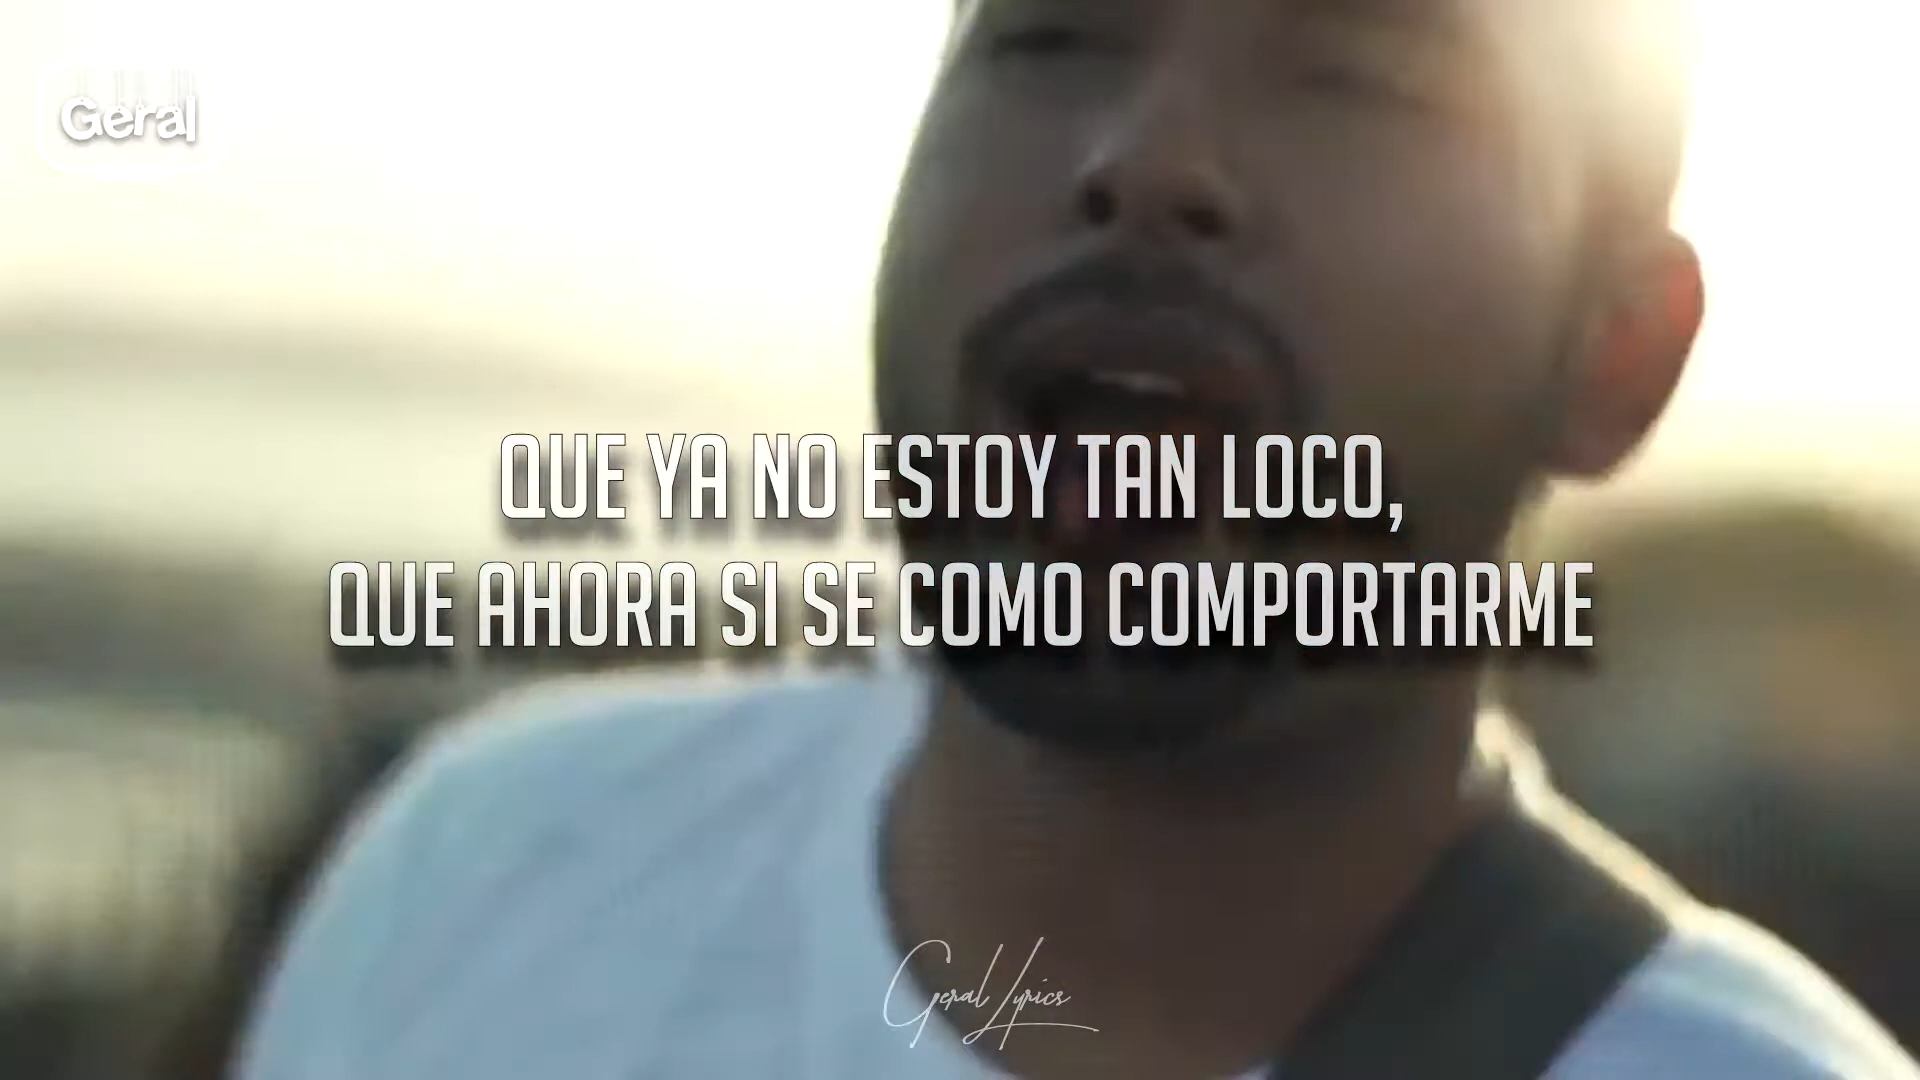 Geral
QUE YA NO ESTOY TAN LOCO,
QUE AHORA SI SE COMO COMPORTARME
Geral Lyrics